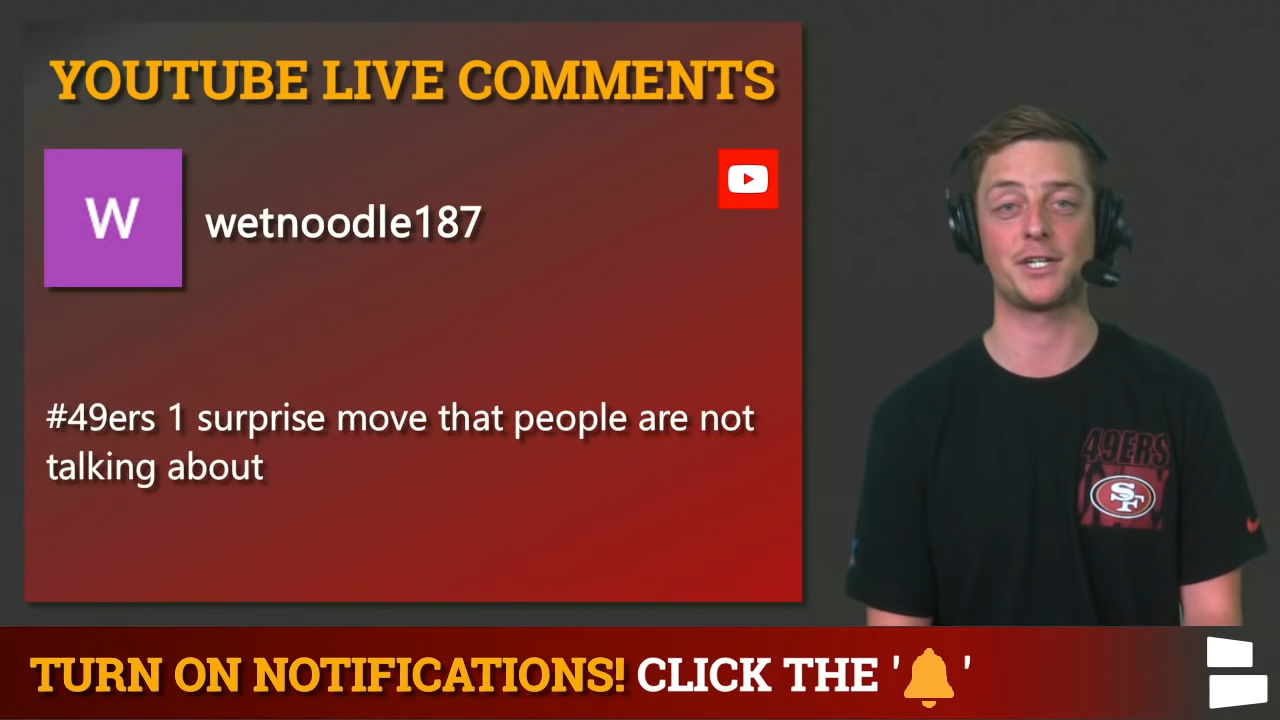 YOUTUBE LIVE COMMENTS
W
wetnoodle187
#49ers 1 surprise move that people are not
talking about
49ERS
SF
TURN ON NOTIFICATIONS! CLICK THE ' '